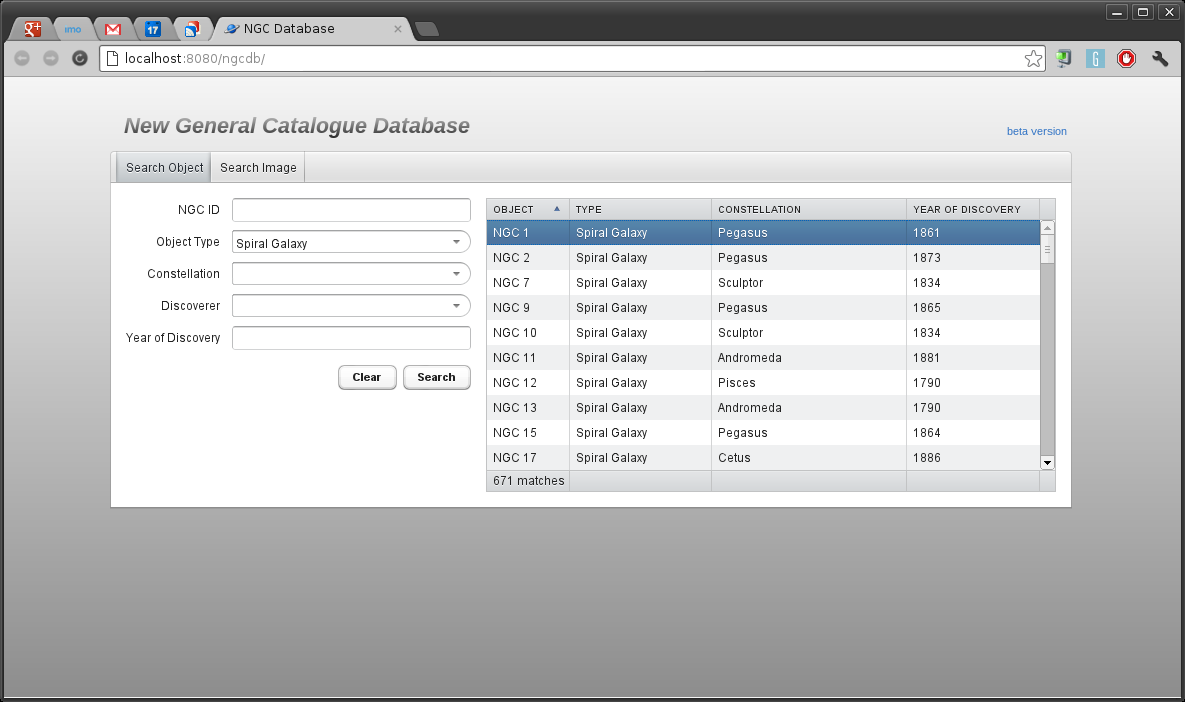 g+ imo 17 NGC Database
localhost:8080/ngcdb/
New General Catalogue Database
beta version
Search Object Search Image
NGC ID
Object Type Spiral Galaxy
Constellation
Discoverer
Year of Discovery
Clear Search
OBJECT TYPE CONSTELLATION YEAR OF DISCOVERY
NGC 1 Spiral Galaxy Pegasus 1861
NGC 2 Spiral Galaxy Pegasus 1873
NGC 7 Spiral Galaxy Sculptor 1834
NGC 9 Spiral Galaxy Pegasus 1865
NGC 10 Spiral Galaxy Sculptor 1834
NGC 11 Spiral Galaxy Andromeda 1881
NGC 12 Spiral Galaxy Pisces 1790
NGC 13 Spiral Galaxy Andromeda 1790
NGC 15 Spiral Galaxy Pegasus 1864
NGC 17 Spiral Galaxy Cetus 1886
671 matches